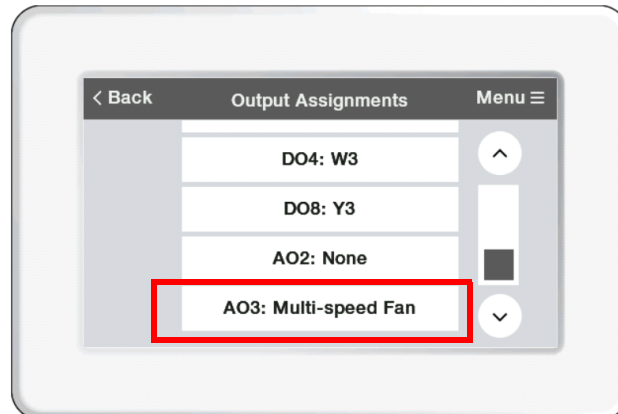 < Back Output Assignments Menu ☰
DO4: W3
DO8: Y3
AO2: None
AO3: Multi-speed Fan